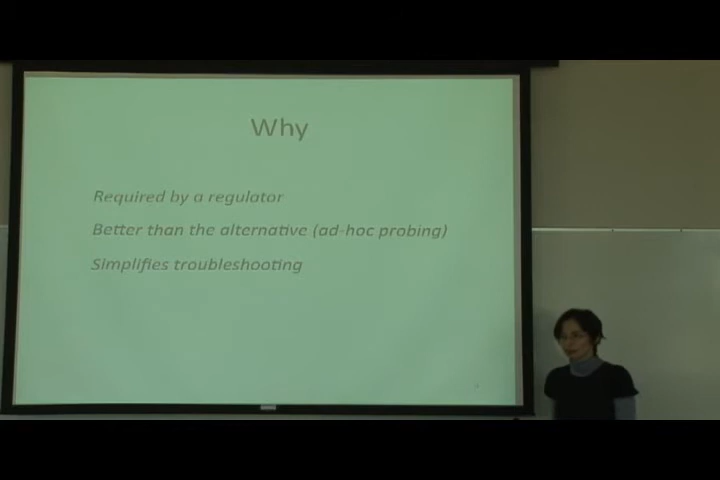 Why
Required by a regulator
Better than the alternative (ad-hoc probing)
Simplifies troubleshooting